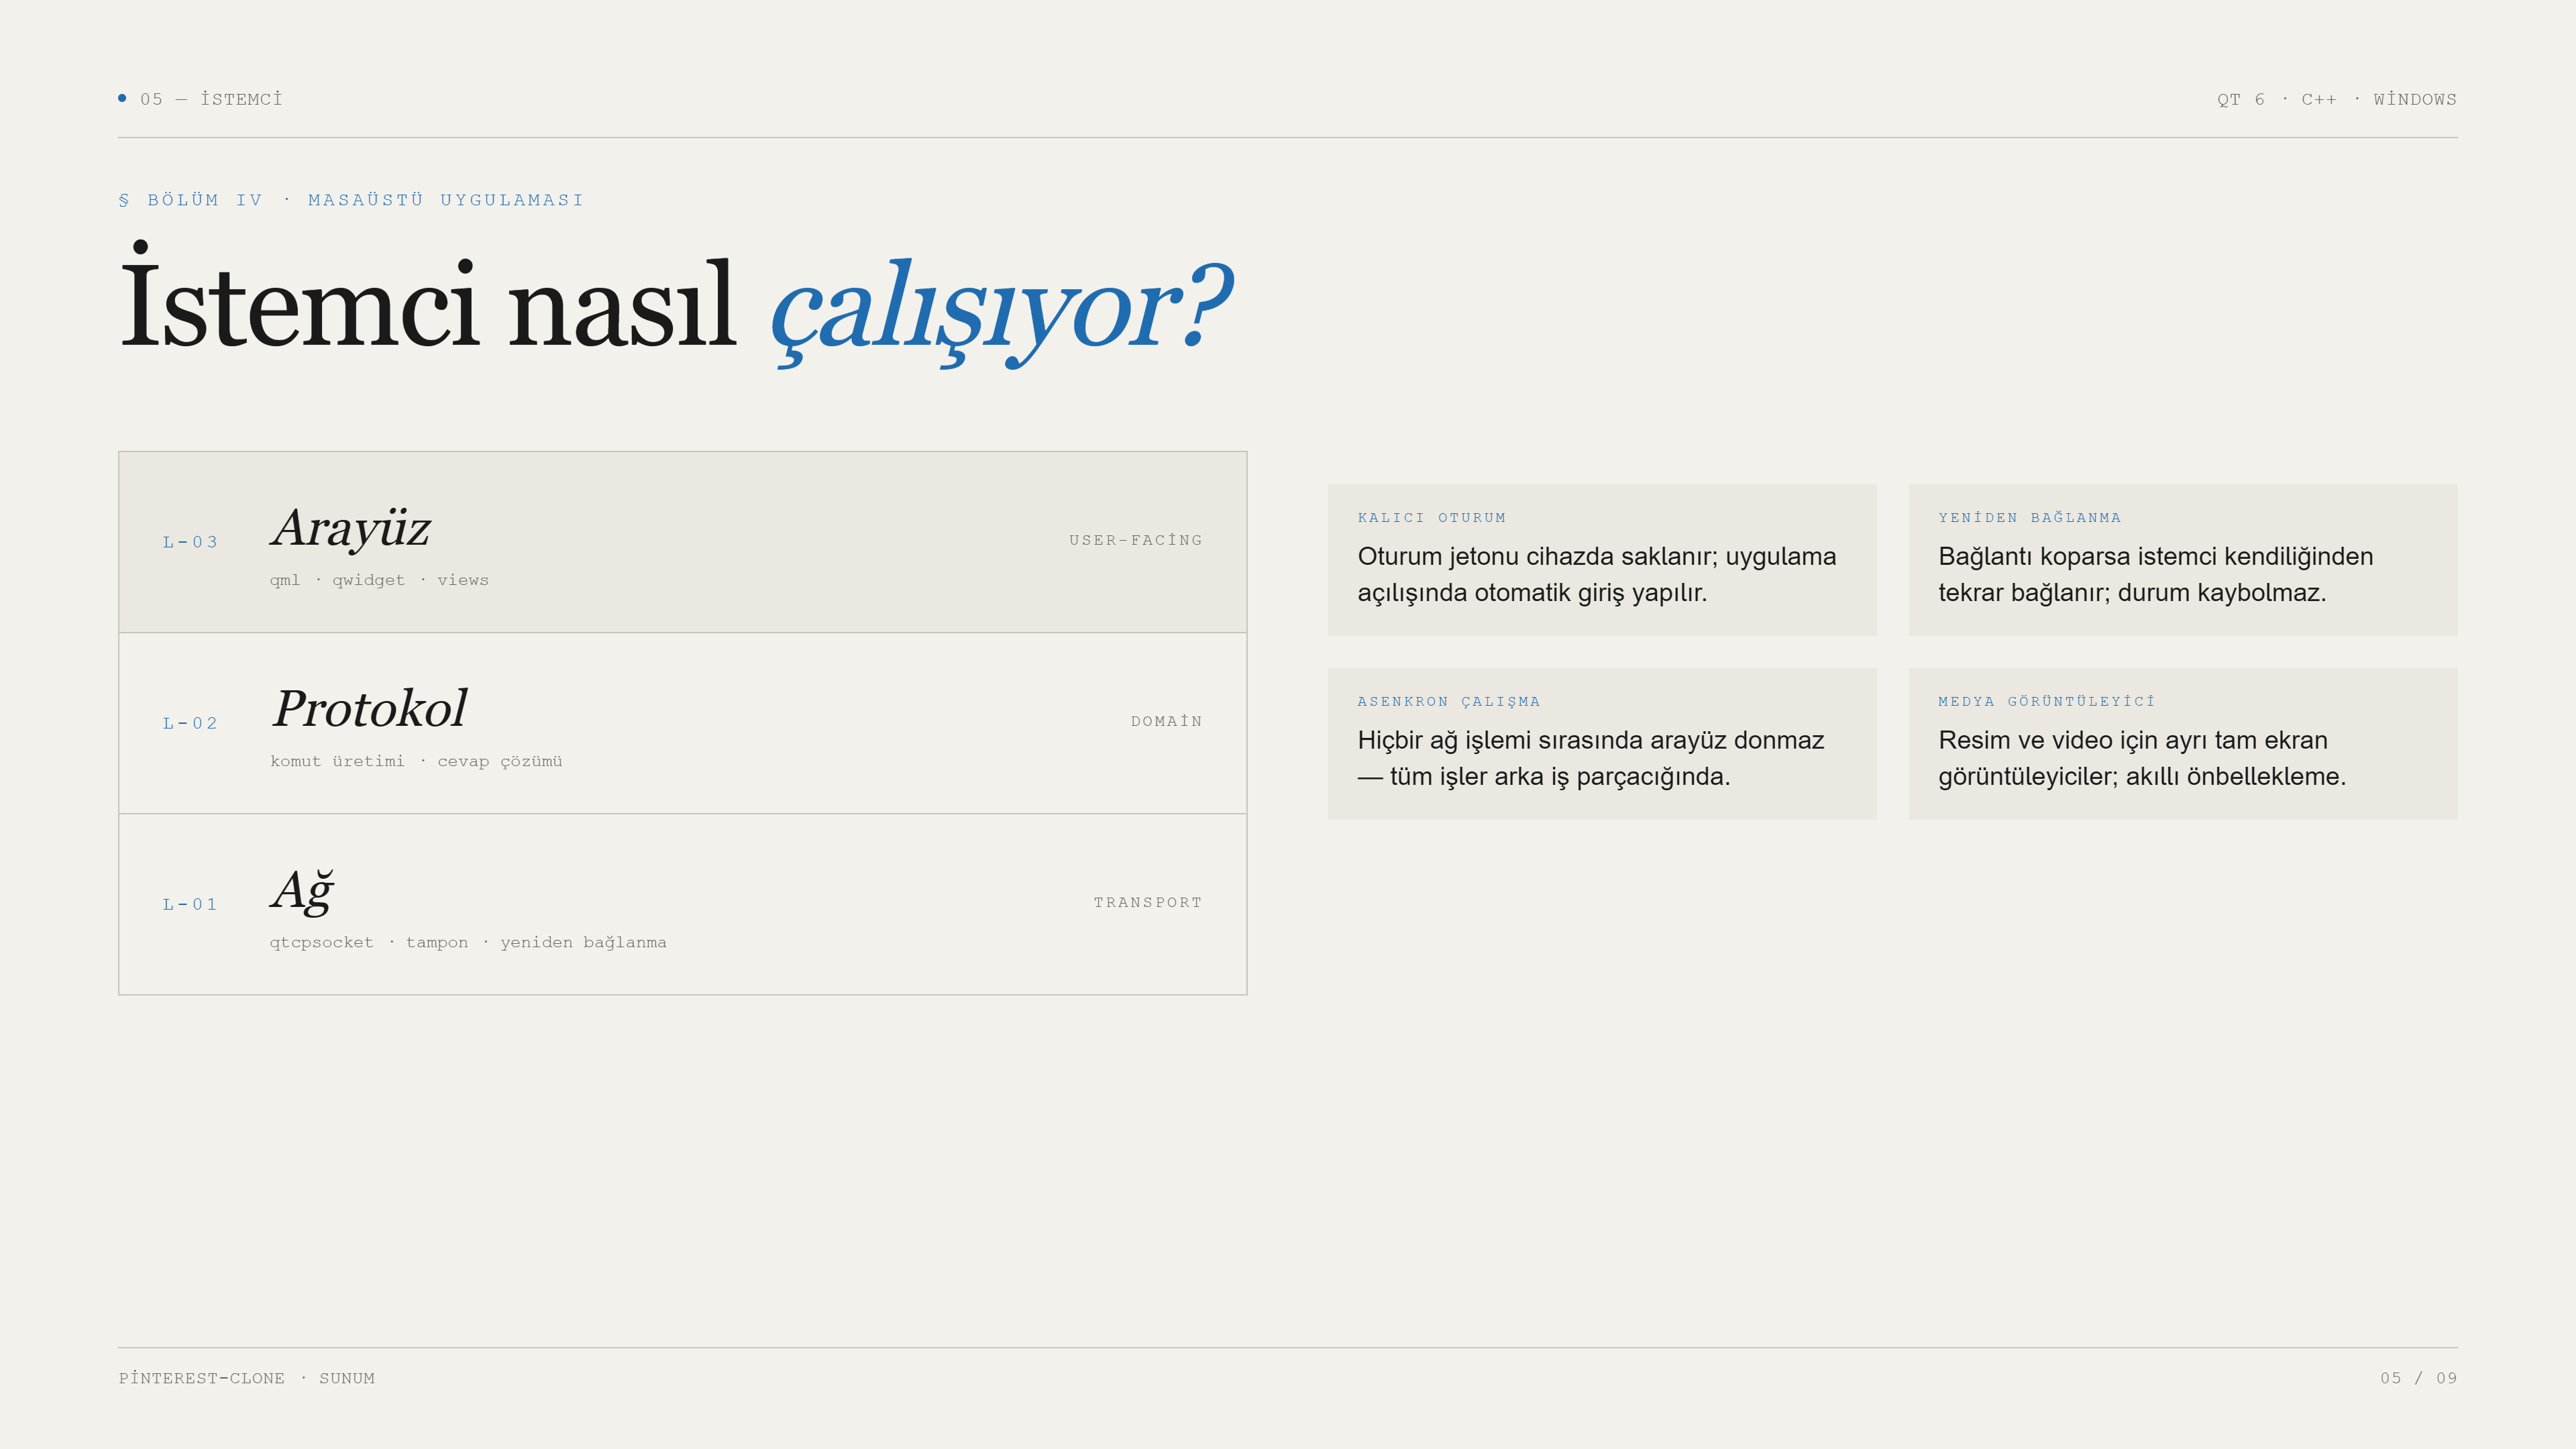 05 — İSTEMCİ
QT 6 · C++ · WİNDOWS
§ BÖLÜM IV · MASAÜSTÜ UYGULAMASI
İstemci nasıl çalışıyor?
L-03
Arayüz
qml · qwidget · views
USER-FACİNG
L-02
Protokol
komut üretimi · cevap çözümü
DOMAİN
L-01
Ağ
qtcpsocket · tampon · yeniden bağlanma
TRANSPORT
KALICI OTURUM
Oturum jetonu cihazda saklanır; uygulama
açılışında otomatik giriş yapılır.
YENİDEN BAĞLANMA
Bağlantı koparsa istemci kendiliğinden
tekrar bağlanır; durum kaybolmaz.
ASENKRON ÇALIŞMA
Hiçbir ağ işlemi sırasında arayüz donmaz
— tüm işler arka iş parçacığında.
MEDYA GÖRÜNTÜLEYİCİ
Resim ve video için ayrı tam ekran
görüntüleyiciler; akıllı önbellekleme.
PİNTEREST-CLONE · SUNUM
05 / 09